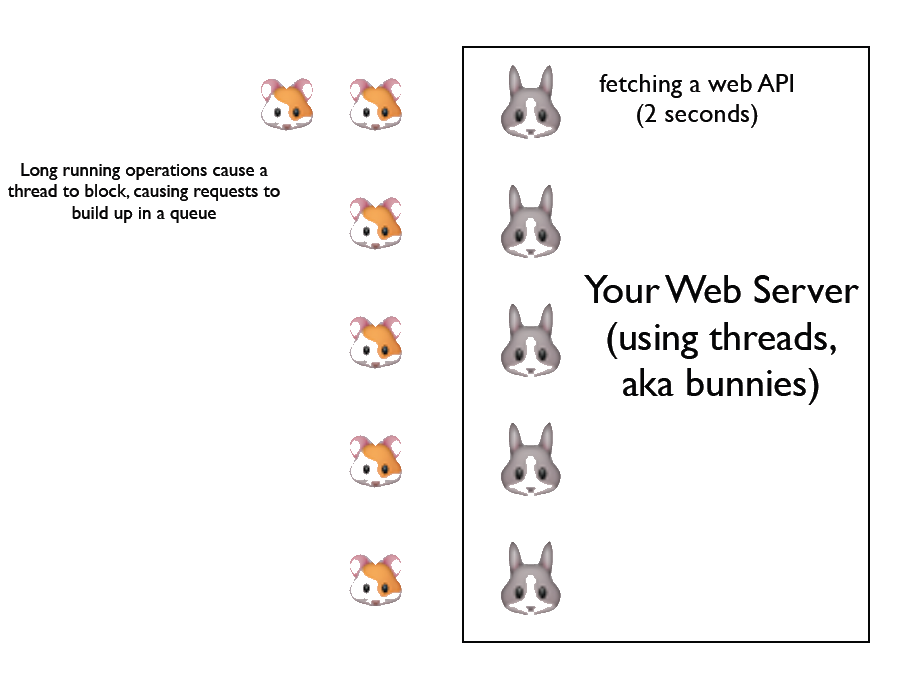 fetching a web API
(2 seconds)
Long running operations cause a
thread to block, causing requests to
build up in a queue
Your Web Server
(using threads,
aka bunnies)